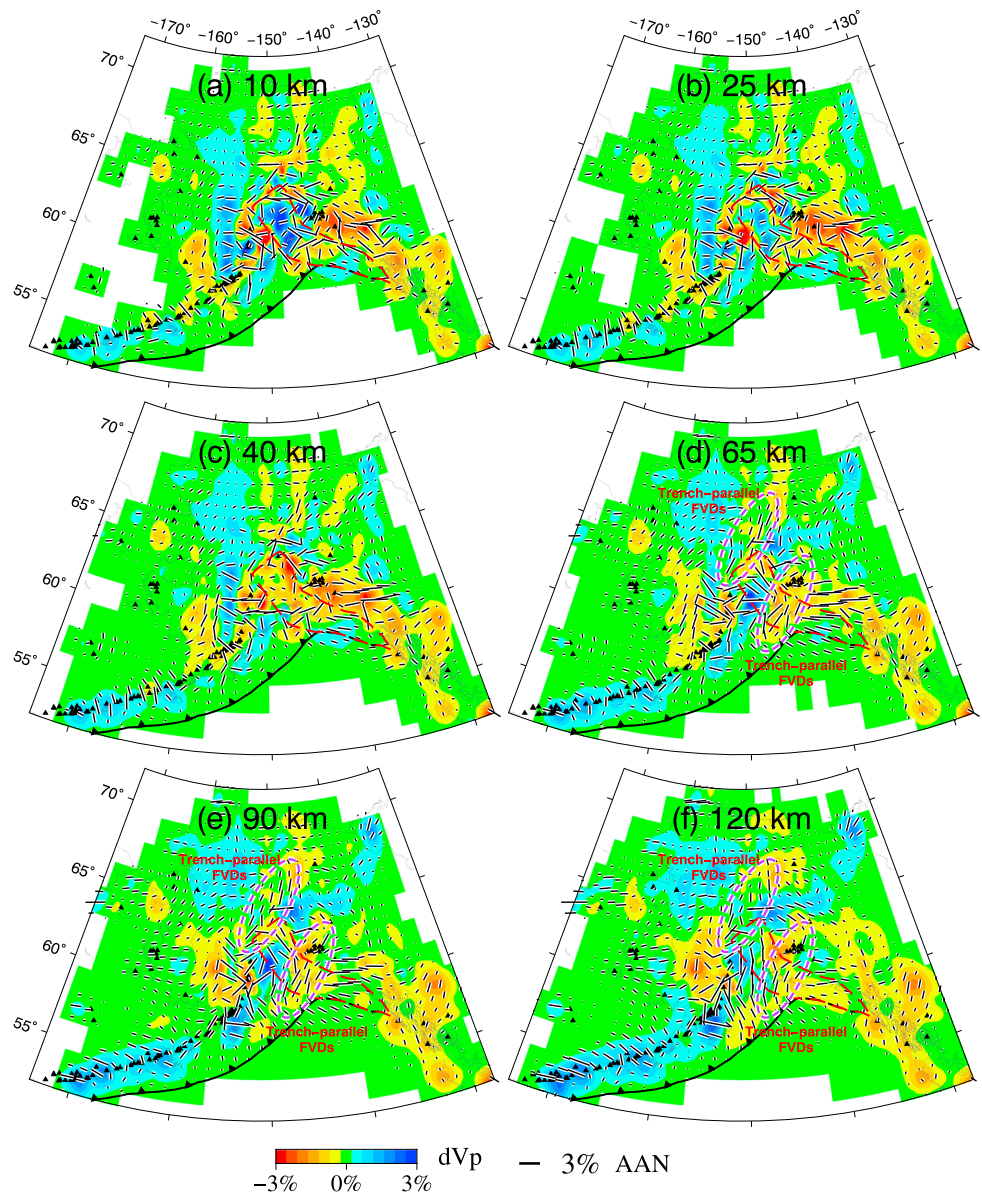 −170° −160° −150° −140° −130°
−170° −160° −150° −140° −130°
70°
65°
60°
55°
(a) 10 km
(b) 25 km
70°
65°
60°
55°
(c) 40 km
(d) 65 km
Trench−parallel
FVDs
Trench−parallel
FVDs
70°
65°
60°
55°
(e) 90 km
Trench−parallel
FVDs
Trench−parallel
FVDs
(f) 120 km
Trench−parallel
FVDs
Trench−parallel
FVDs
dVp
−3% 0% 3%
3% AAN